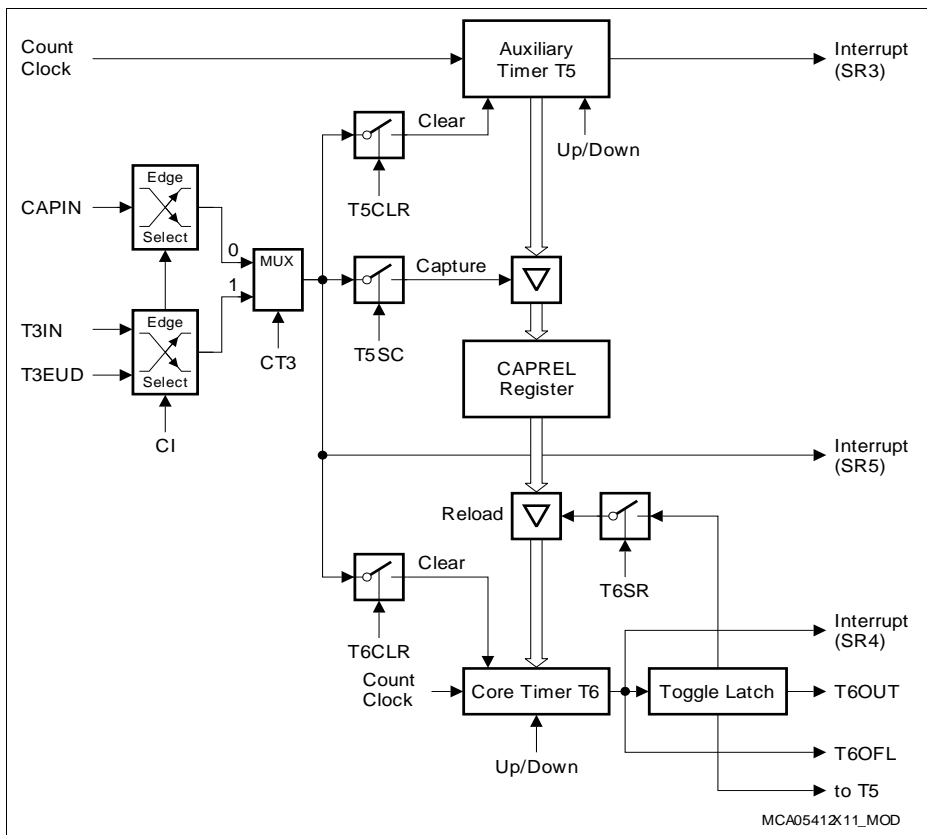 Count
Clock
Auxiliary
Timer T5
Interrupt
(SR3)
Clear
Up/Down
T5CLR
Edge
Select
CAPIN
0
MUX
1
Capture
T5SC
CT3
T3IN
T3EUD
Edge
Select
CI
CAPREL
Register
Interrupt
(SR5)
Reload
T6SR
Clear
T6CLR
Interrupt
(SR4)
Count
Clock
Core Timer T6
Toggle Latch
T6OUT
Up/Down
T6OFL
to T5
MCA05412X11_MOD